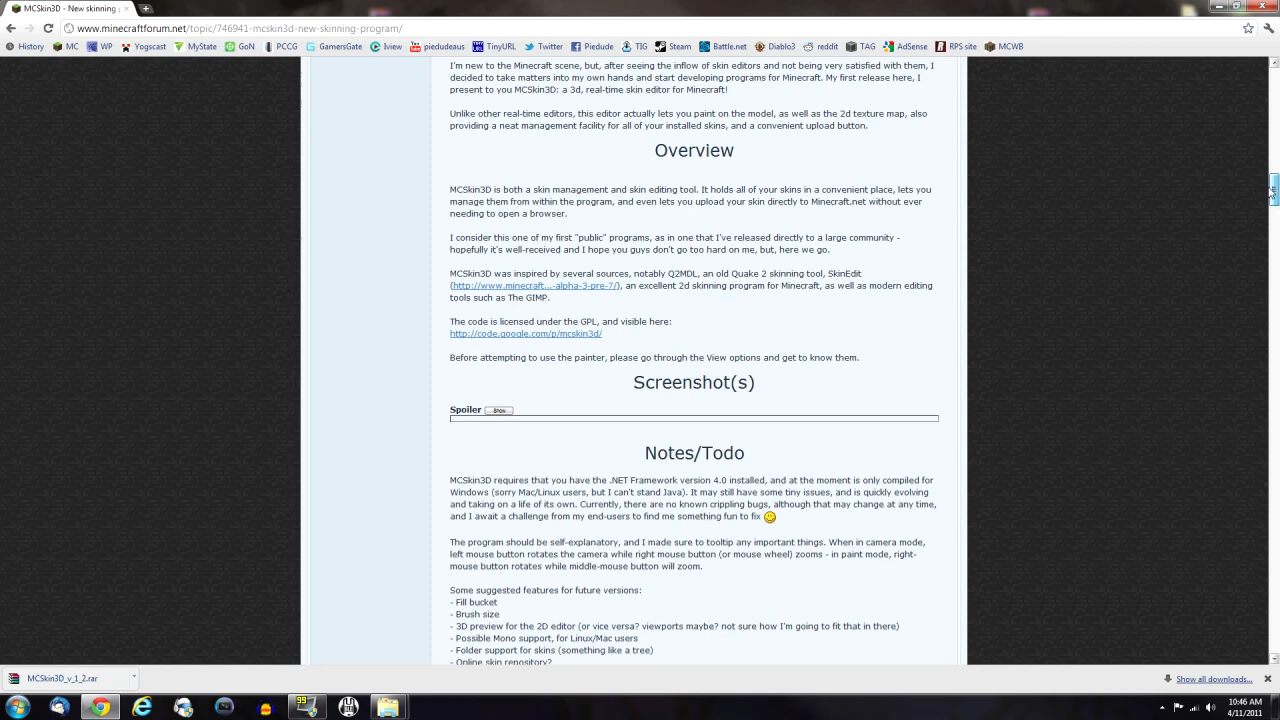 MCSkin3D - New skinning
www.minecraftforum.net/topic/746941-mcskin3d-new-skinning-program/
History MC WP Yogscast MyState GoN PCCG GamersGate Iview piedudeaus TinyURL Twitter Piedude TIG Steam Battle.net Diablo3 reddit TAG AdSense RPS site MCWB
I'm new to the Minecraft scene, but, after seeing the inflow of skin editors and not being very satisfied with them, I
decided to take matters into my own hands and start developing programs for Minecraft. My first release here, I
present to you MCSkin3D: a 3d, real-time skin editor for Minecraft!
Unlike other real-time editors, this editor actually lets you paint on the model, as well as the 2d texture map, also
providing a neat management facility for all of your installed skins, and a convenient upload button.
Overview
MCSkin3D is both a skin management and skin editing tool. It holds all of your skins in a convenient place, lets you
manage them from within the program, and even lets you upload your skin directly to Minecraft.net without ever
needing to open a browser.
I consider this one of my first "public" programs, as in one that I've released directly to a large community -
hopefully it's well-received and I hope you guys don't go too hard on me, but, here we go.
MCSkin3D was inspired by several sources, notably Q2MDL, an old Quake 2 skinning tool, SkinEdit
(http://www.minecraft...-alpha-3-pre-7/), an excellent 2d skinning program for Minecraft, as well as modern editing
tools such as The GIMP.
The code is licensed under the GPL, and visible here:
http://code.google.com/p/mcskin3d/
Before attempting to use the painter, please go through the View options and get to know them.
Screenshot(s)
Spoiler Show
Notes/Todo
MCSkin3D requires that you have the .NET Framework version 4.0 installed, and at the moment is only compiled for
Windows (sorry Mac/Linux users, but I can't stand Java). It may still have some tiny issues, and is quickly evolving
and taking on a life of its own. Currently, there are no known crippling bugs, although that may change at any time,
and I await a challenge from my end-users to find me something fun to fix
The program should be self-explanatory, and I made sure to tooltip any important things. When in camera mode,
left mouse button rotates the camera while right mouse button (or mouse wheel) zooms - in paint mode, right-
mouse button rotates while middle-mouse button will zoom.
Some suggested features for future versions:
- Fill bucket
- Brush size
- 3D preview for the 2D editor (or vice versa? viewports maybe? not sure how I'm going to fit that in there)
- Possible Mono support, for Linux/Mac users
- Folder support for skins (something like a tree)
- Online skin repository?
MCSkin3D_v_1_2.rar
Show all downloads...
99
10:46 AM
4/11/2011